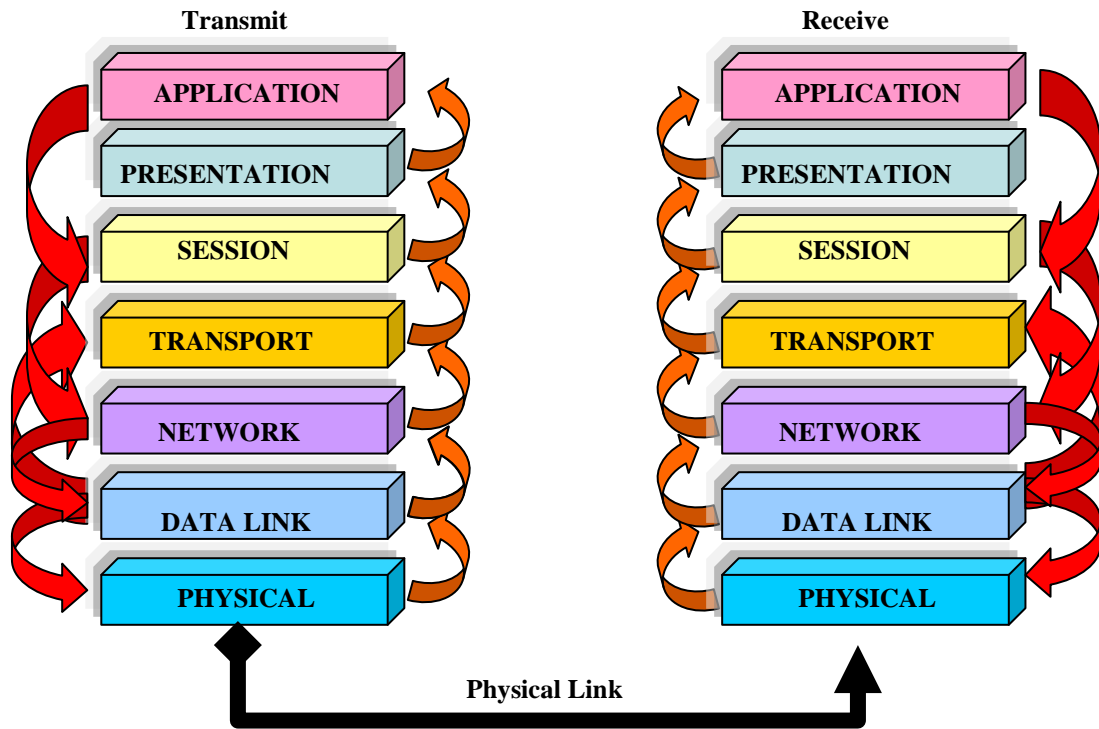 Transmit
Receive
APPLICATION
APPLICATION
PRESENTATION
PRESENTATION
SESSION
SESSION
TRANSPORT
TRANSPORT
NETWORK
NETWORK
DATA LINK
DATA LINK
PHYSICAL
PHYSICAL
Physical Link